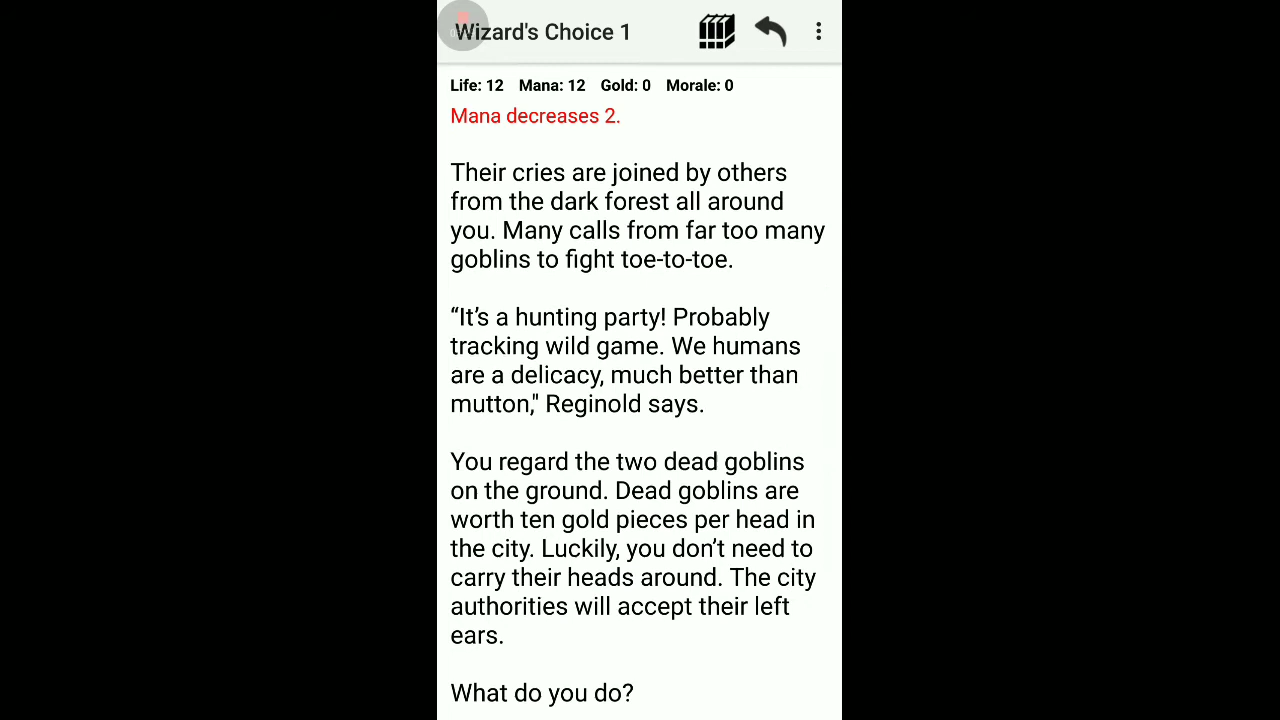 Wizard's Choice 1
Life: 12 Mana: 12 Gold: 0 Morale: 0
Mana decreases 2.
Their cries are joined by others
from the dark forest all around
you. Many calls from far too many
goblins to fight toe-to-toe.
“It’s a hunting party! Probably
tracking wild game. We humans
are a delicacy, much better than
mutton," Reginold says.
You regard the two dead goblins
on the ground. Dead goblins are
worth ten gold pieces per head in
the city. Luckily, you don’t need to
carry their heads around. The city
authorities will accept their left
ears.
What do you do?